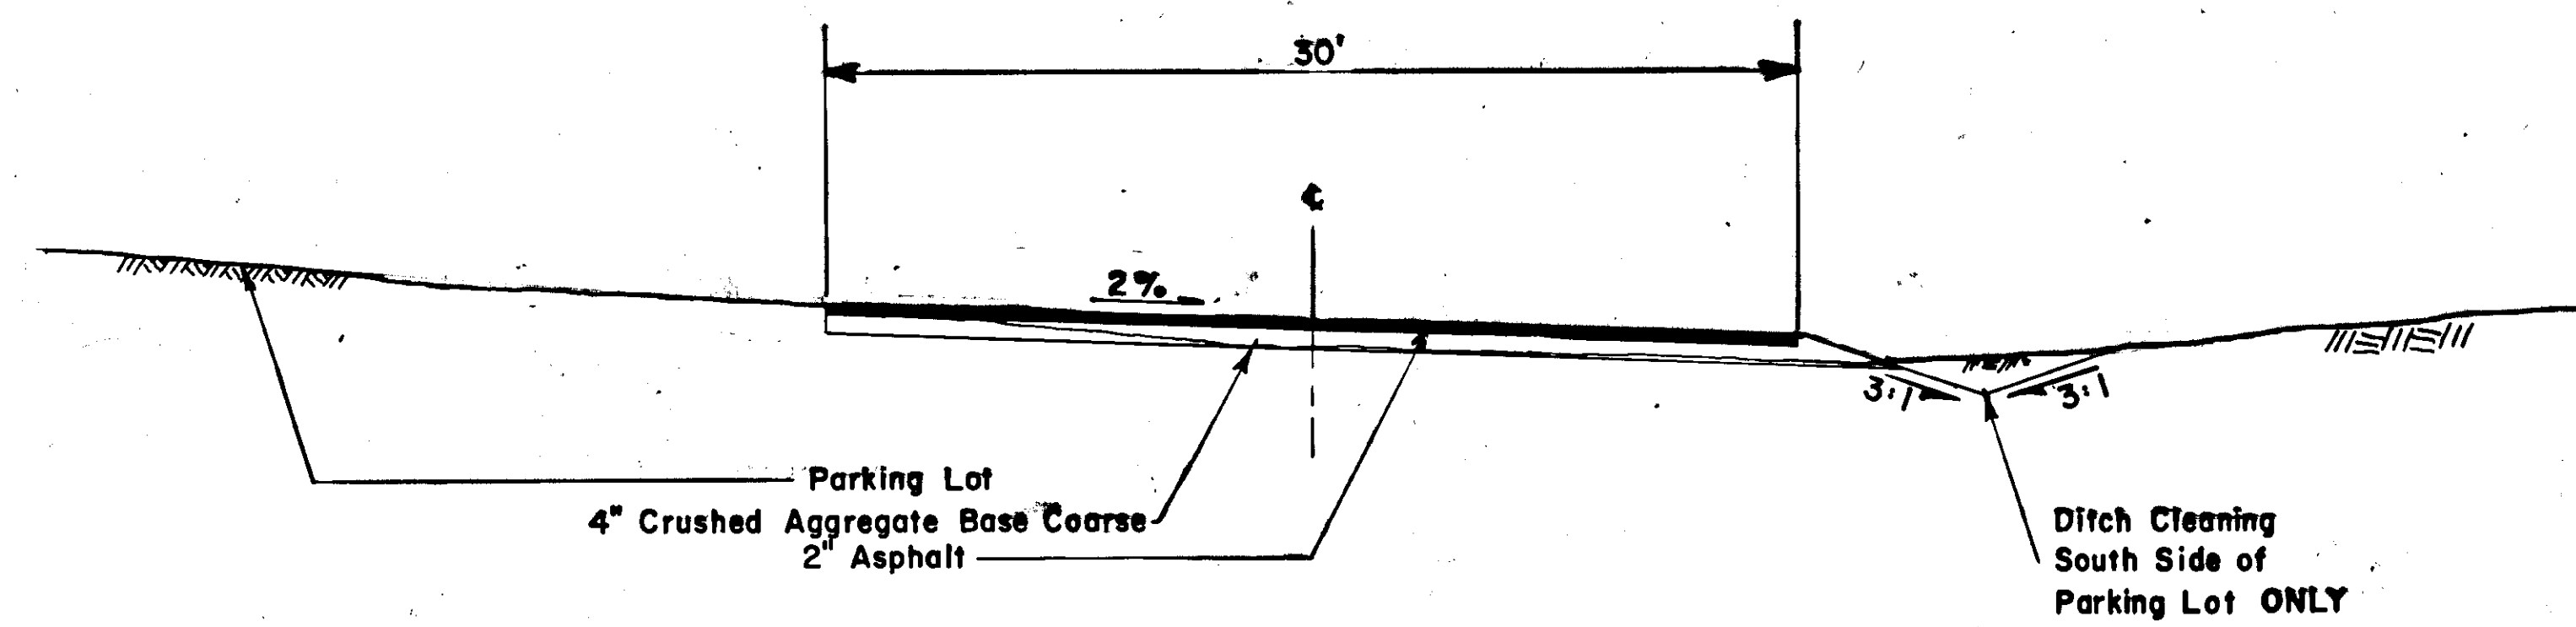 30'
℄
2%
3:1
3:1
Parking Lot
4" Crushed Aggregate Base Coarse
2" Asphalt
Ditch Cleaning
South Side of
Parking Lot ONLY